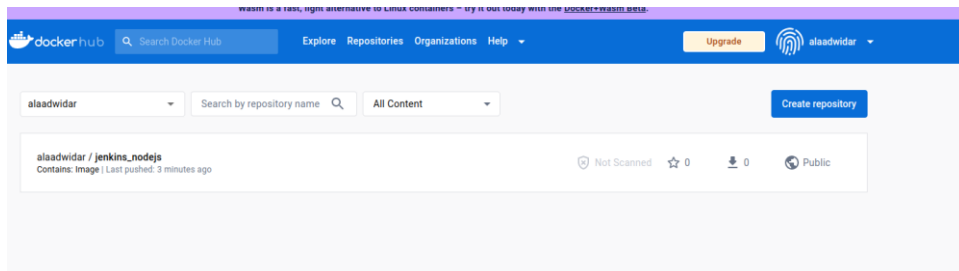 Wasm is a fast, light alternative to Linux containers – try it out today with the Docker+Wasm Beta.
dockerhub Search Docker Hub Explore Repositories Organizations Help Upgrade alaadwidar
alaadwidar Search by repository name All Content Create repository
alaadwidar / jenkins_nodejs
Contains: Image | Last pushed: 3 minutes ago
Not Scanned 0 0 Public